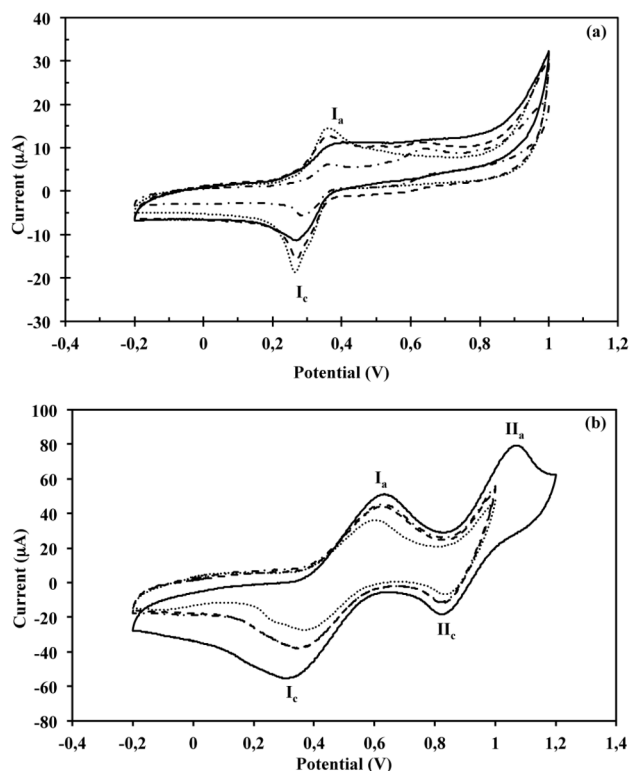 (a)
40
30
20
10
0
-10
-20
-30
Current (µA)
Ia
Ic
-0,4 -0,2 0 0,2 0,4 0,6 0,8 1 1,2
Potential (V)
(b)
100
80
60
40
20
0
-20
-40
-60
-80
Current (µA)
Ia
IIa
Ic
IIc
-0,4 -0,2 0 0,2 0,4 0,6 0,8 1 1,2 1,4
Potential (V)